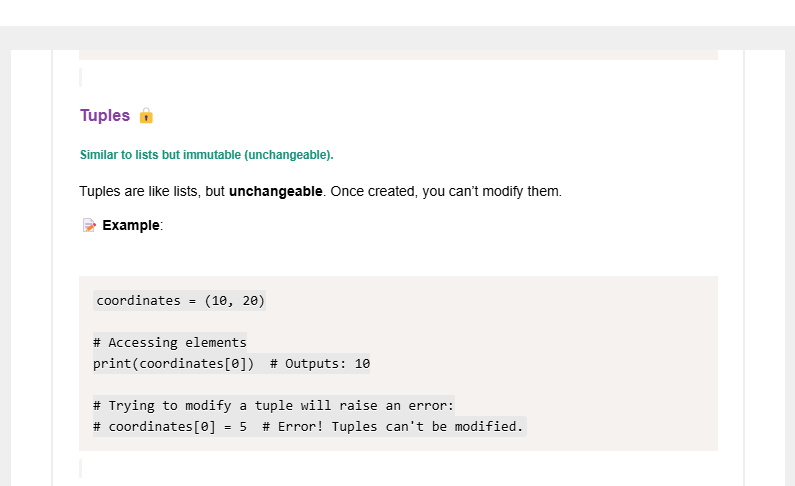 Tuples 🔒
Similar to lists but immutable (unchangeable).
Tuples are like lists, but unchangeable. Once created, you can’t modify them.
📝 Example:
coordinates = (10, 20)
# Accessing elements
print(coordinates[0])  # Outputs: 10
# Trying to modify a tuple will raise an error:
# coordinates[0] = 5  # Error! Tuples can't be modified.